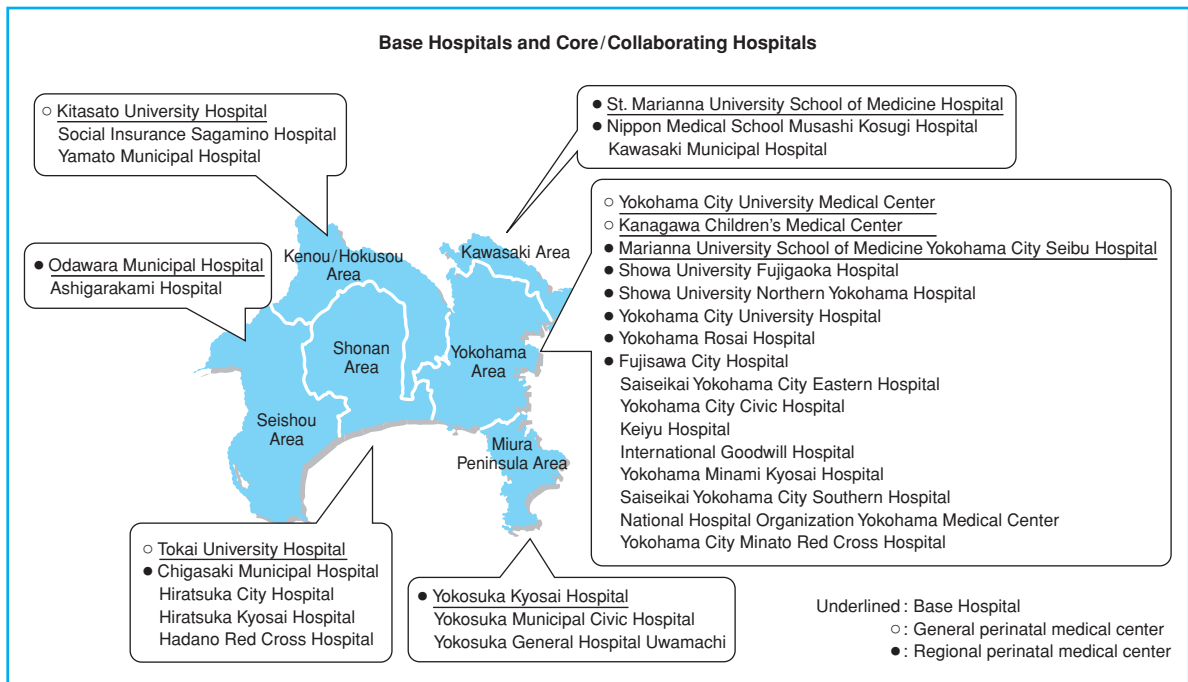 Base Hospitals and Core/Collaborating Hospitals
○ Kitasato University Hospital
Social Insurance Sagamino Hospital
Yamato Municipal Hospital
● St. Marianna University School of Medicine Hospital
● Nippon Medical School Musashi Kosugi Hospital
Kawasaki Municipal Hospital
○ Yokohama City University Medical Center
○ Kanagawa Children's Medical Center
● Marianna University School of Medicine Yokohama City Seibu Hospital
● Showa University Fujigaoka Hospital
● Showa University Northern Yokohama Hospital
● Yokohama City University Hospital
● Yokohama Rosai Hospital
● Fujisawa City Hospital
Saiseikai Yokohama City Eastern Hospital
Yokohama City Civic Hospital
Keiyu Hospital
International Goodwill Hospital
Yokohama Minami Kyosai Hospital
Saiseikai Yokohama City Southern Hospital
National Hospital Organization Yokohama Medical Center
Yokohama City Minato Red Cross Hospital
● Odawara Municipal Hospital
Ashigarakami Hospital
Kenou/Hokusou
Area
Kawasaki Area
Shonan
Area
Yokohama
Area
Seishou
Area
Miura
Peninsula Area
○ Tokai University Hospital
● Chigasaki Municipal Hospital
Hiratsuka City Hospital
Hiratsuka Kyosai Hospital
Hadano Red Cross Hospital
● Yokosuka Kyosai Hospital
Yokosuka Municipal Civic Hospital
Yokosuka General Hospital Uwamachi
Underlined : Base Hospital
○ : General perinatal medical center
● : Regional perinatal medical center